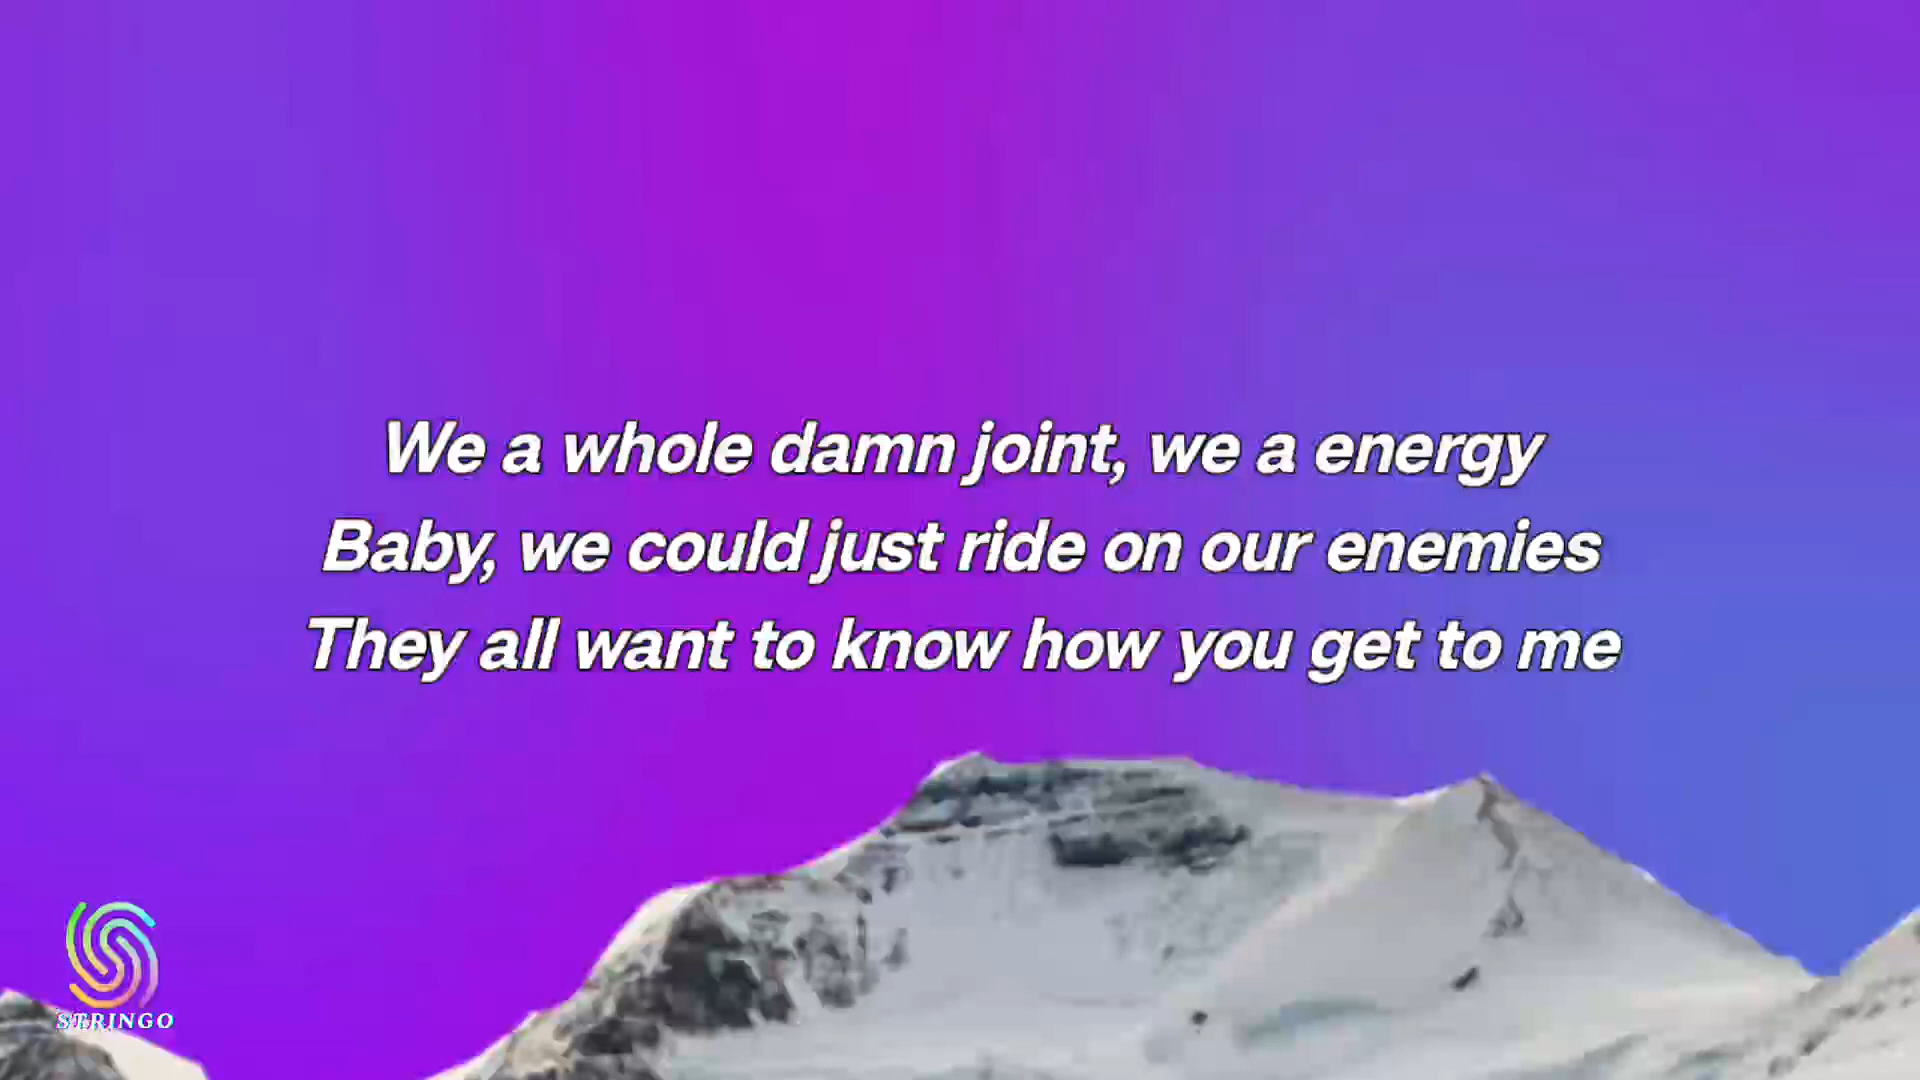 We a whole damn joint, we a energy
Baby, we could just ride on our enemies
They all want to know how you get to me
STRINGO